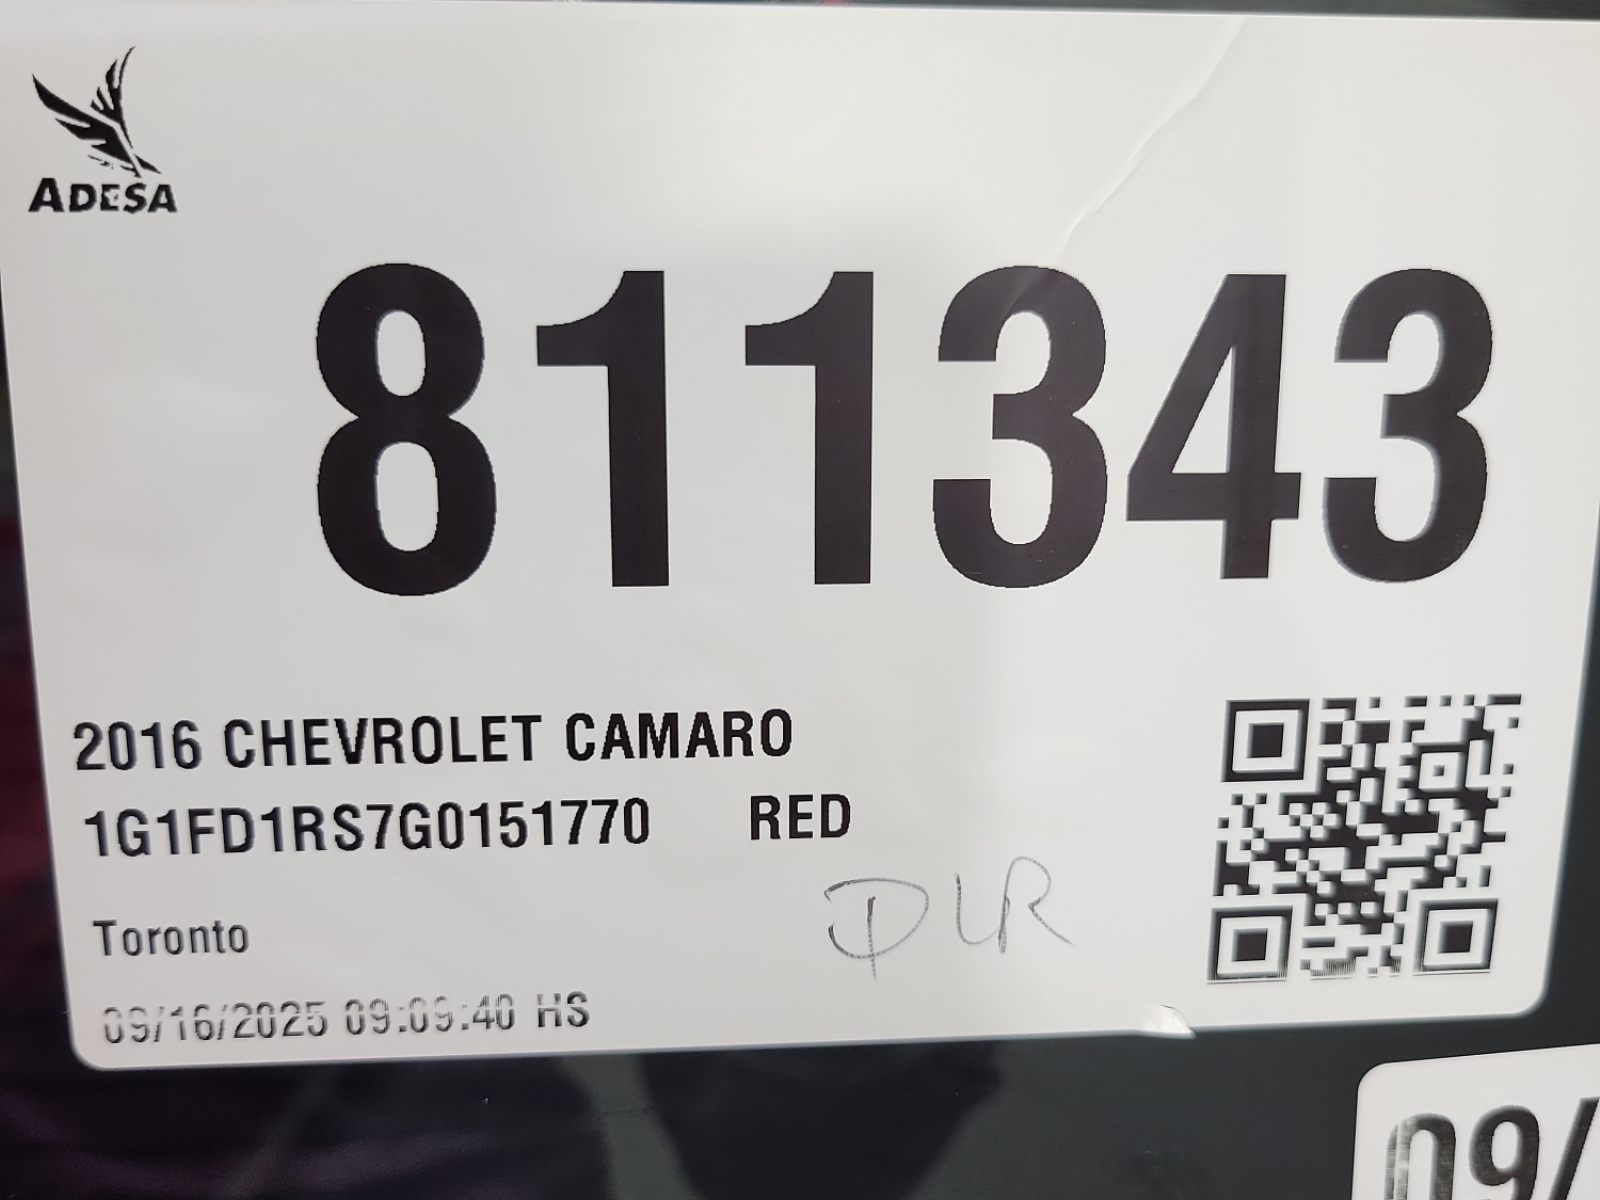 ADESA
811343
2016 CHEVROLET CAMARO
1G1FD1RS7G0151770 RED
DLR
Toronto
09/16/2025 09:09:40 HS
09/